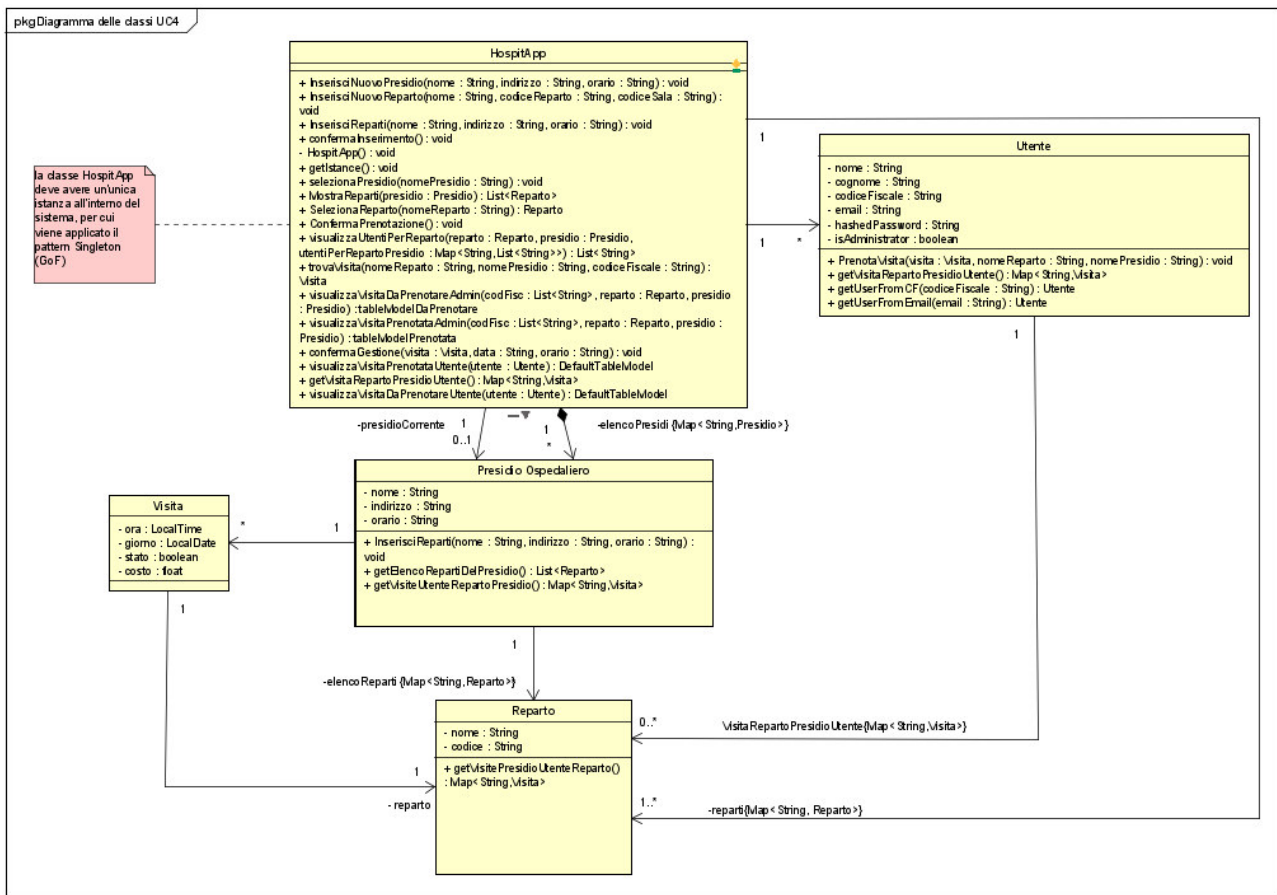 pkgDiagramma delle classi UC4
HospitApp
+ InserisciNuovoPresidio(nome : String, indirizzo : String, orario : String) : void
+ InserisciNuovoReparto(nome : String, codiceReparto : String, codiceSala : String) :
void
+ InserisciReparti(nome : String, indirizzo : String, orario : String) : void
+ confermaInserimento() : void
- HospitApp() : void
+ getIstance() : void
+ selezionaPresidio(nomePresidio : String) : void
+ MostraReparti(presidio : Presidio) : List<Reparto>
+ SelezionaReparto(nomeReparto : String) : Reparto
+ ConfermaPrenotazione() : void
+ visualizzaUtentiPerReparto(reparto : Reparto, presidio : Presidio,
utentiPerRepartoPresidio : Map<String,List<String>>) : List<String>
+ trovaVisita(nomeReparto : String, nomePresidio : String, codiceFiscale : String) :
Visita
+ visualizzaVisitaDaPrenotareAdmin(codFisc : List<String>, reparto : Reparto, presidio
: Presidio) : tableModelDaPrenotare
+ visualizzaVisitaPrenotataAdmin(codFisc : List<String>, reparto : Reparto, presidio :
Presidio) : tableModelPrenotata
+ confermaGestione(visita : Visita, data : String, orario : String) : void
+ visualizzaVisitaPrenotataUtente(utente : Utente) : DefaultTableModel
+ getVisitaRepartoPresidioUtente() : Map<String,Visita>
+ visualizzaVisitaDaPrenotareUtente(utente : Utente) : DefaultTableModel
la classe HospitApp
deve avere un'unica
istanza all'interno del
sistema, per cui
viene applicato il
pattern Singleton
(GoF)
1
1
*
Utente
- nome : String
- cognome : String
- codiceFiscale : String
- email : String
- hashedPassword : String
- isAdministrator : boolean
+ PrenotaVisita(visita : Visita, nomeReparto : String, nomePresidio : String) : void
+ getVisitaRepartoPresidioUtente() : Map<String,Visita>
+ getUserFromCF(codiceFiscale : String) : Utente
+ getUserFromEmail(email : String) : Utente
1
-presidioCorrente
1
0..1
1
*
-elencoPresidi {Map<String,Presidio>}
Presidio Ospedaliero
- nome : String
- indirizzo : String
- orario : String
+ InserisciReparti(nome : String, indirizzo : String, orario : String) :
void
+ getElencoRepartiDelPresidio() : List<Reparto>
+ getVisiteUtenteRepartoPresidio() : Map<String,Visita>
Visita
- ora : LocalTime
- giorno : LocalDate
- stato : boolean
- costo : float
*
1
1
1
-elencoReparti {Map<String,Reparto>}
Reparto
- nome : String
- codice : String
+ getVisitePresidioUtenteReparto()
: Map<String,Visita>
0..*
VisitaRepartoPresidioUtente{Map<String,Visita>}
1
- reparto
1..*
-reparti{Map<String, Reparto>}